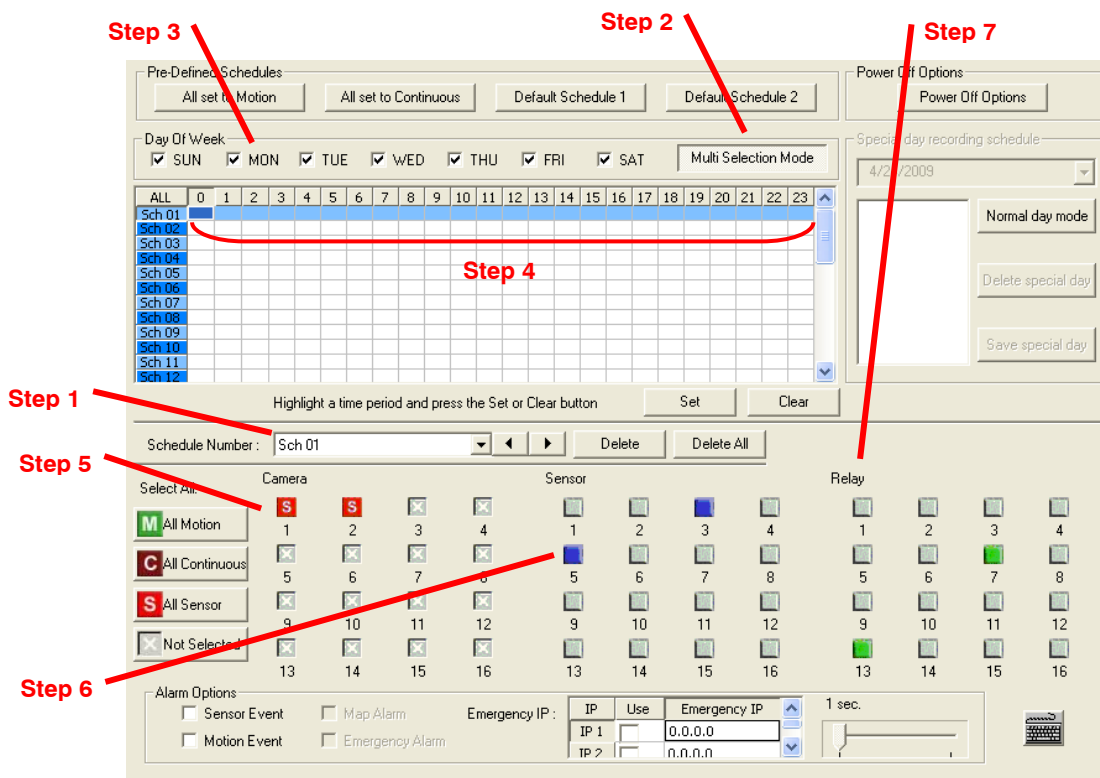 Step 3
Step 2
Step 7
Pre-Defined Schedules
All set to Motion
All set to Continuous
Default Schedule 1
Default Schedule 2
Power Off Options
Power Off Options
Day Of Week
SUN MON TUE WED THU FRI SAT
Multi Selection Mode
Special day recording schedule
ALL 0 1 2 3 4 5 6 7 8 9 10 11 12 13 14 15 16 17 18 19 20 21 22 23
Sch 01
Sch 02
Sch 03
Sch 04
Sch 05
Sch 06
Sch 07
Sch 08
Sch 09
Sch 10
Sch 11
Sch 12
Step 4
Normal day mode
Delete special day
Save special day
Step 1
Highlight a time period and press the Set or Clear button
Set
Clear
Schedule Number :
Sch 01
Delete
Delete All
Step 5
Select All:
M All Motion
C All Continuous
S All Sensor
Not Selected
Camera
S S
1 2 3 4
5 6 7 8
9 10 11 12
13 14 15 16
Sensor
1 2 3 4
5 6 7 8
9 10 11 12
13 14 15 16
Relay
1 2 3 4
5 6 7 8
9 10 11 12
13 14 15 16
Step 6
Alarm Options
Sensor Event
Map Alarm
Motion Event
Emergency Alarm
Emergency IP :
IP Use Emergency IP
IP 1 0.0.0.0
IP 2 0.0.0.0
1 sec.